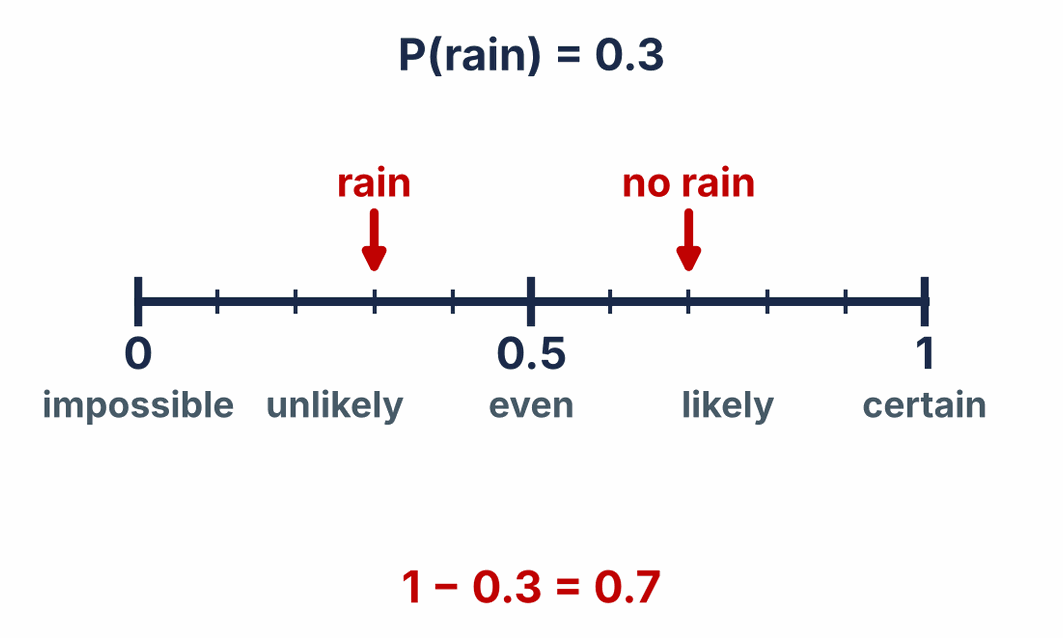 P(rain) = 0.3
rain no rain
0 0.5 1
impossible unlikely even likely certain
1 − 0.3 = 0.7